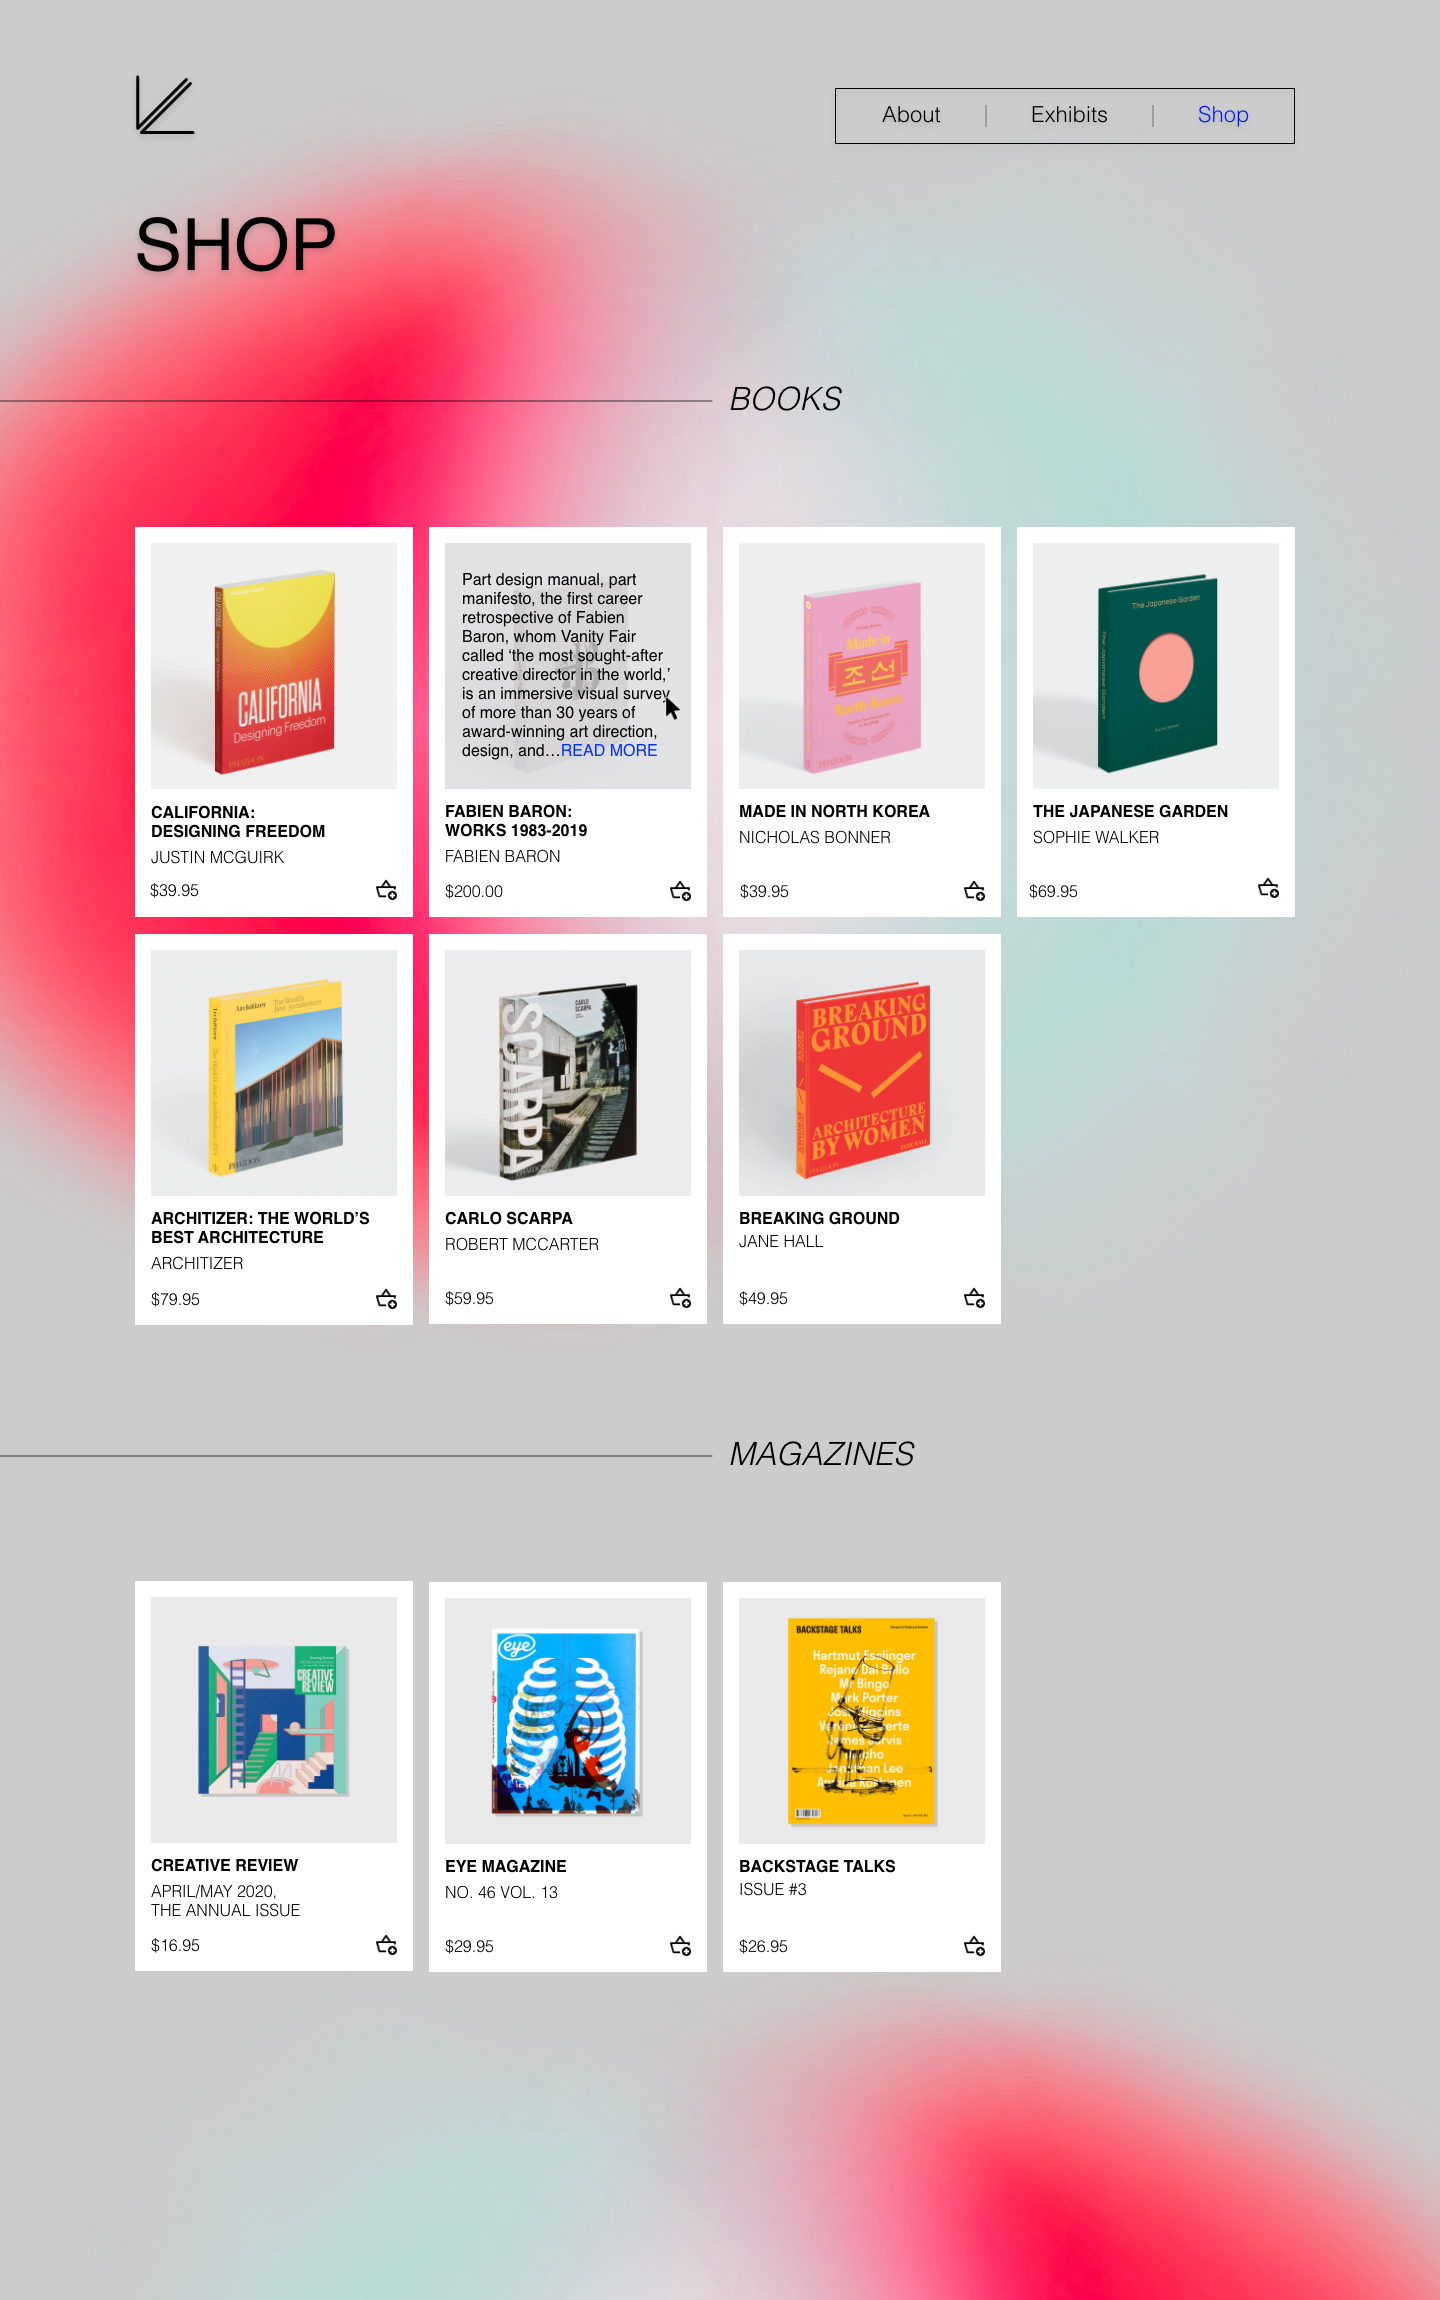 About
Exhibits
Shop
SHOP
BOOKS
CALIFORNIA
CALIFORNIA
Designing Freedom
PHAIDON
CALIFORNIA:
DESIGNING FREEDOM
JUSTIN MCGUIRK
$39.95
Part design manual, part
manifesto, the first career
retrospective of Fabien
Baron, whom Vanity Fair
called ‘the most sought-after
creative director in the world,’
is an immersive visual survey
of more than 30 years of
award-winning art direction,
design, and…READ MORE
FABIEN BARON:
WORKS 1983-2019
FABIEN BARON
$200.00
Made in
조선
North Korea
PHAIDON
MADE IN NORTH KOREA
NICHOLAS BONNER
$39.95
The Japanese Garden
The Japanese Garden
THE JAPANESE GARDEN
SOPHIE WALKER
$69.95
Architizer
The World's
Best Architecture
Architizer
PHAIDON
ARCHITIZER: THE WORLD’S
BEST ARCHITECTURE
ARCHITIZER
$79.95
CARLO
SCARPA
SCARPA
PHAIDON
CARLO SCARPA
ROBERT MCCARTER
$59.95
BREAKING
GROUND
ARCHITECTURE
BY WOMEN
JANE HALL
PHAIDON
BREAKING GROUND
JANE HALL
$49.95
MAGAZINES
CREATIVE
REVIEW
CREATIVE REVIEW
APRIL/MAY 2020,
THE ANNUAL ISSUE
$16.95
eye
EYE MAGAZINE
NO. 46 VOL. 13
$29.95
BACKSTAGE TALKS
Hartmut Esslinger
Rejane Dal Bello
Mr Bingo
Mark Porter
Josh Higgins
James Jarvis
Jonathan Lee
BACKSTAGE TALKS
ISSUE #3
$26.95